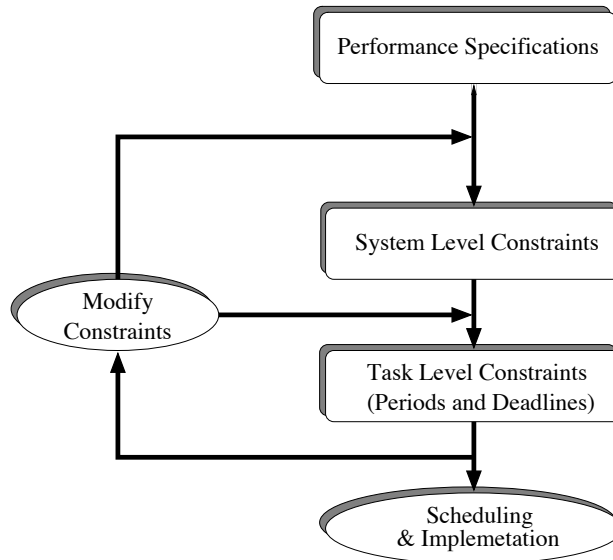 Performance Specifications
System Level Constraints
Modify
Constraints
Task Level Constraints
(Periods and Deadlines)
Scheduling
& Implemetation